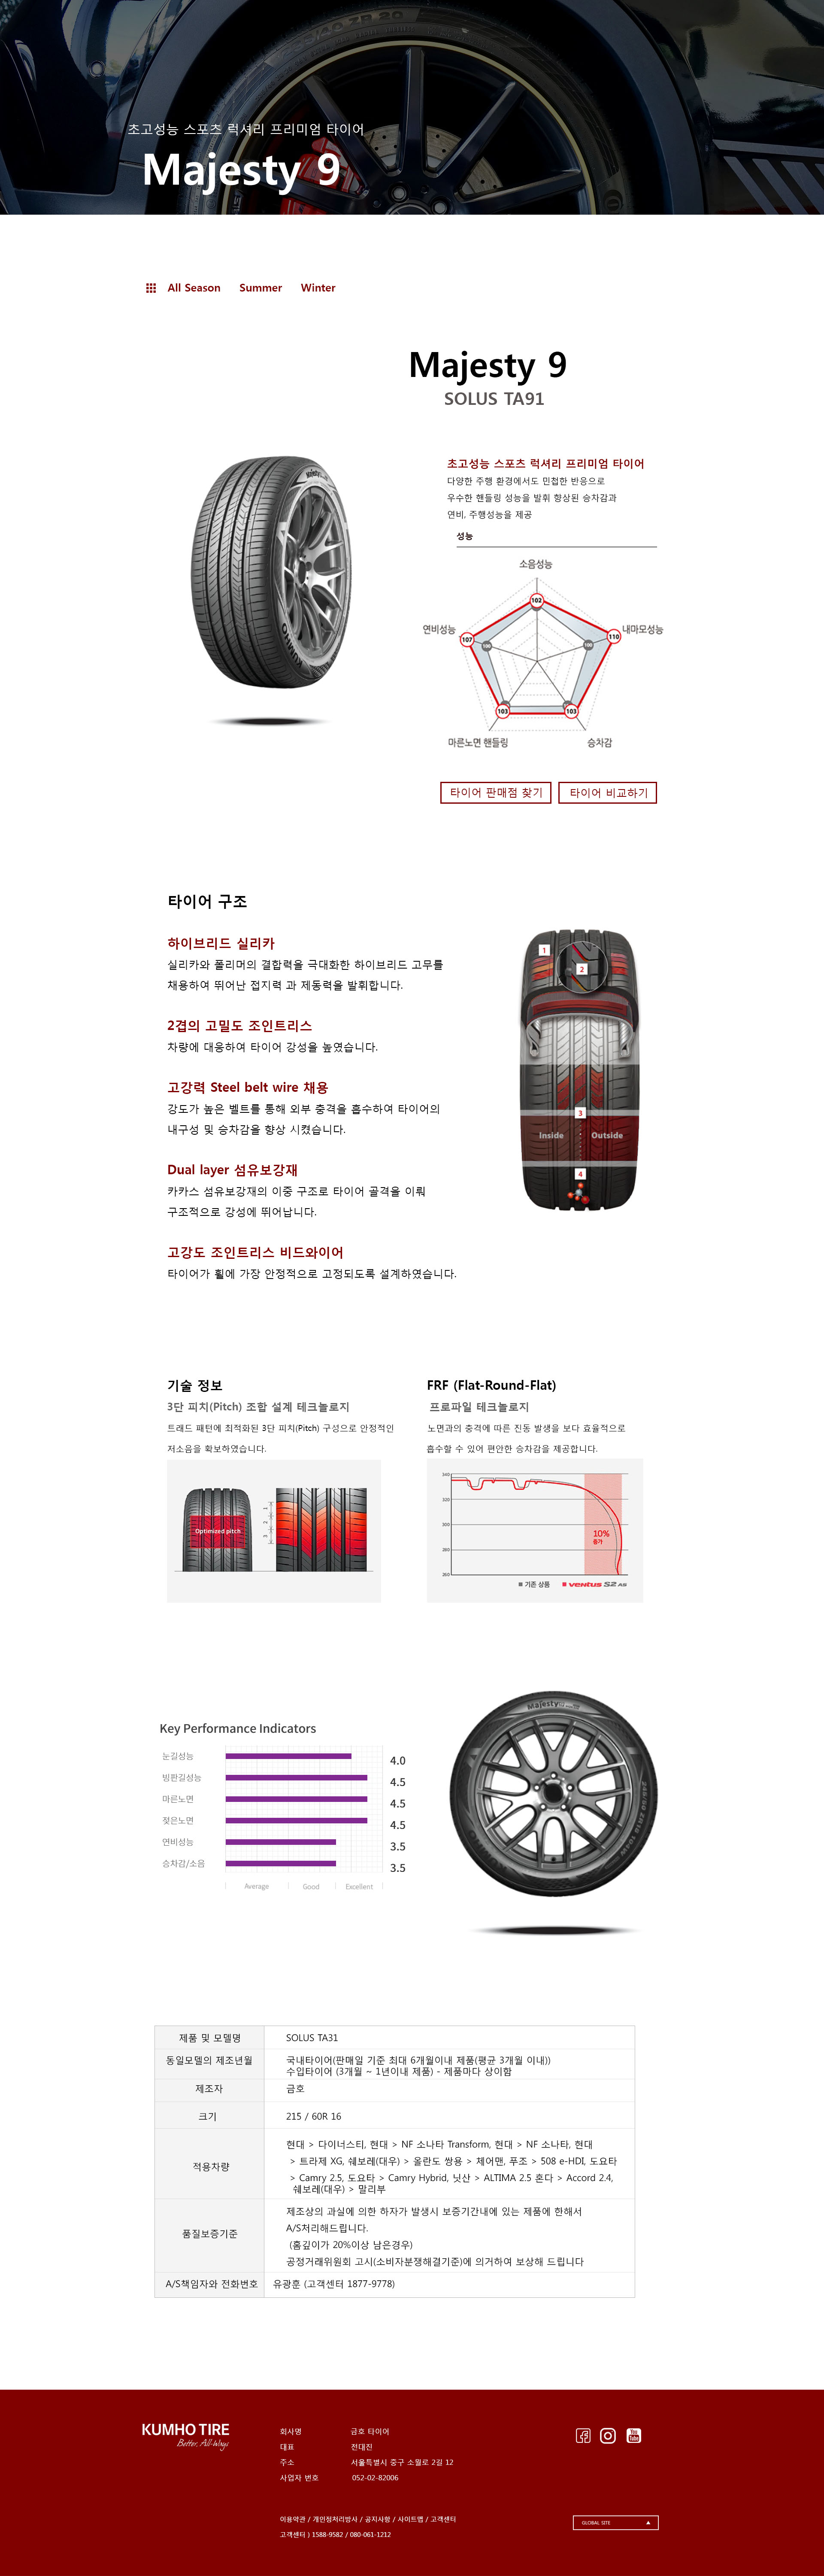 초고성능 스포츠 럭셔리 프리미엄 타이어
Majesty 9
All Season Summer Winter
Majesty 9
SOLUS TA91
초고성능 스포츠 럭셔리 프리미엄 타이어
다양한 주행 환경에서도 민첩한 반응으로
우수한 핸들링 성능을 발휘 향상된 승차감과
연비, 주행성능을 제공
성능
소음성능
102
연비성능
107
100
100
110
내마모성능
103
103
마른노면 핸들링
승차감
타이어 판매점 찾기
타이어 비교하기
타이어 구조
하이브리드 실리카
실리카와 폴리머의 결합력을 극대화한 하이브리드 고무를
채용하여 뛰어난 접지력 과 제동력을 발휘합니다.
2겹의 고밀도 조인트리스
차량에 대응하여 타이어 강성을 높였습니다.
고강력 Steel belt wire 채용
강도가 높은 벨트를 통해 외부 충격을 흡수하여 타이어의
내구성 및 승차감을 향상 시켰습니다.
Dual layer 섬유보강재
카카스 섬유보강재의 이중 구조로 타이어 골격을 이뤄
구조적으로 강성에 뛰어납니다.
고강도 조인트리스 비드와이어
타이어가 휠에 가장 안정적으로 고정되도록 설계하였습니다.
1
2
3
Inside Outside
4
기술 정보
3단 피치(Pitch) 조합 설계 테크놀로지
트래드 패턴에 최적화된 3단 피치(Pitch) 구성으로 안정적인
저소음을 확보하였습니다.
Optimized pitch
1
2
3
FRF (Flat-Round-Flat)
프로파일 테크놀로지
노면과의 충격에 따른 진동 발생을 보다 효율적으로
흡수할 수 있어 편안한 승차감을 제공합니다.
340
320
300
280
260
10%
증가
기존 상품
ventus S2 AS
Key Performance Indicators
눈길성능 4.0
빙판길성능 4.5
마른노면 4.5
젖은노면 4.5
연비성능 3.5
승차감/소음 3.5
Average Good Excellent
Majesty
KUMHO
제품 및 모델명 SOLUS TA31
동일모델의 제조년월 국내타이어(판매일 기준 최대 6개월이내 제품(평균 3개월 이내))
수입타이어 (3개월 ~ 1년이내 제품) - 제품마다 상이함
제조자 금호
크기 215 / 60R 16
적용차량 현대 > 다이너스티, 현대 > NF 소나타 Transform, 현대 > NF 소나타, 현대
> 트라제 XG, 쉐보레(대우) > 올란도 쌍용 > 체어맨, 푸조 > 508 e-HDI, 도요타
> Camry 2.5, 도요타 > Camry Hybrid, 닛산 > ALTIMA 2.5 혼다 > Accord 2.4,
쉐보레(대우) > 말리부
품질보증기준 제조상의 과실에 의한 하자가 발생시 보증기간내에 있는 제품에 한해서
A/S처리해드립니다.
(홈깊이가 20%이상 남은경우)
공정거래위원회 고시(소비자분쟁해결기준)에 의거하여 보상해 드립니다
A/S책임자와 전화번호 유광훈 (고객센터 1877-9778)
KUMHO TIRE
Better, All-Ways
회사명 금호 타이어
대표 전대진
주소 서울특별시 중구 소월로 2길 12
사업자 번호 052-02-82006
이용약관 / 개인정처리방사 / 공지사항 / 사이트맵 / 고객센터
고객센터 ) 1588-9582 / 080-061-1212
You Tube
GLOBAL SITE